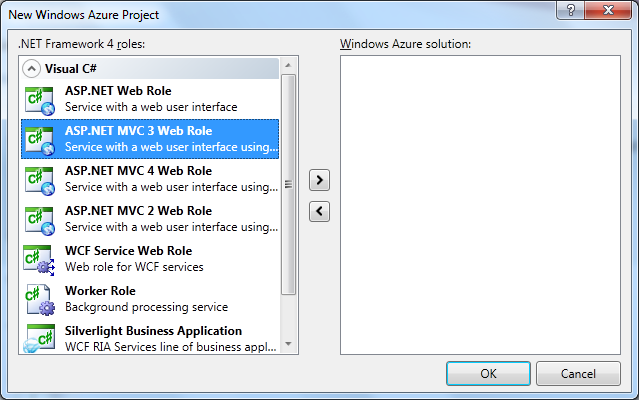 New Windows Azure Project
.NET Framework 4 roles:
Windows Azure solution:
Visual C#
ASP.NET Web Role
Service with a web user interface
ASP.NET MVC 3 Web Role
Service with a web user interface using...
ASP.NET MVC 4 Web Role
Service with a web user interface using...
ASP.NET MVC 2 Web Role
Service with a web user interface using...
WCF Service Web Role
Web role for WCF services
Worker Role
Background processing service
Silverlight Business Application
WCF RIA Services line of business appl...
OK
Cancel